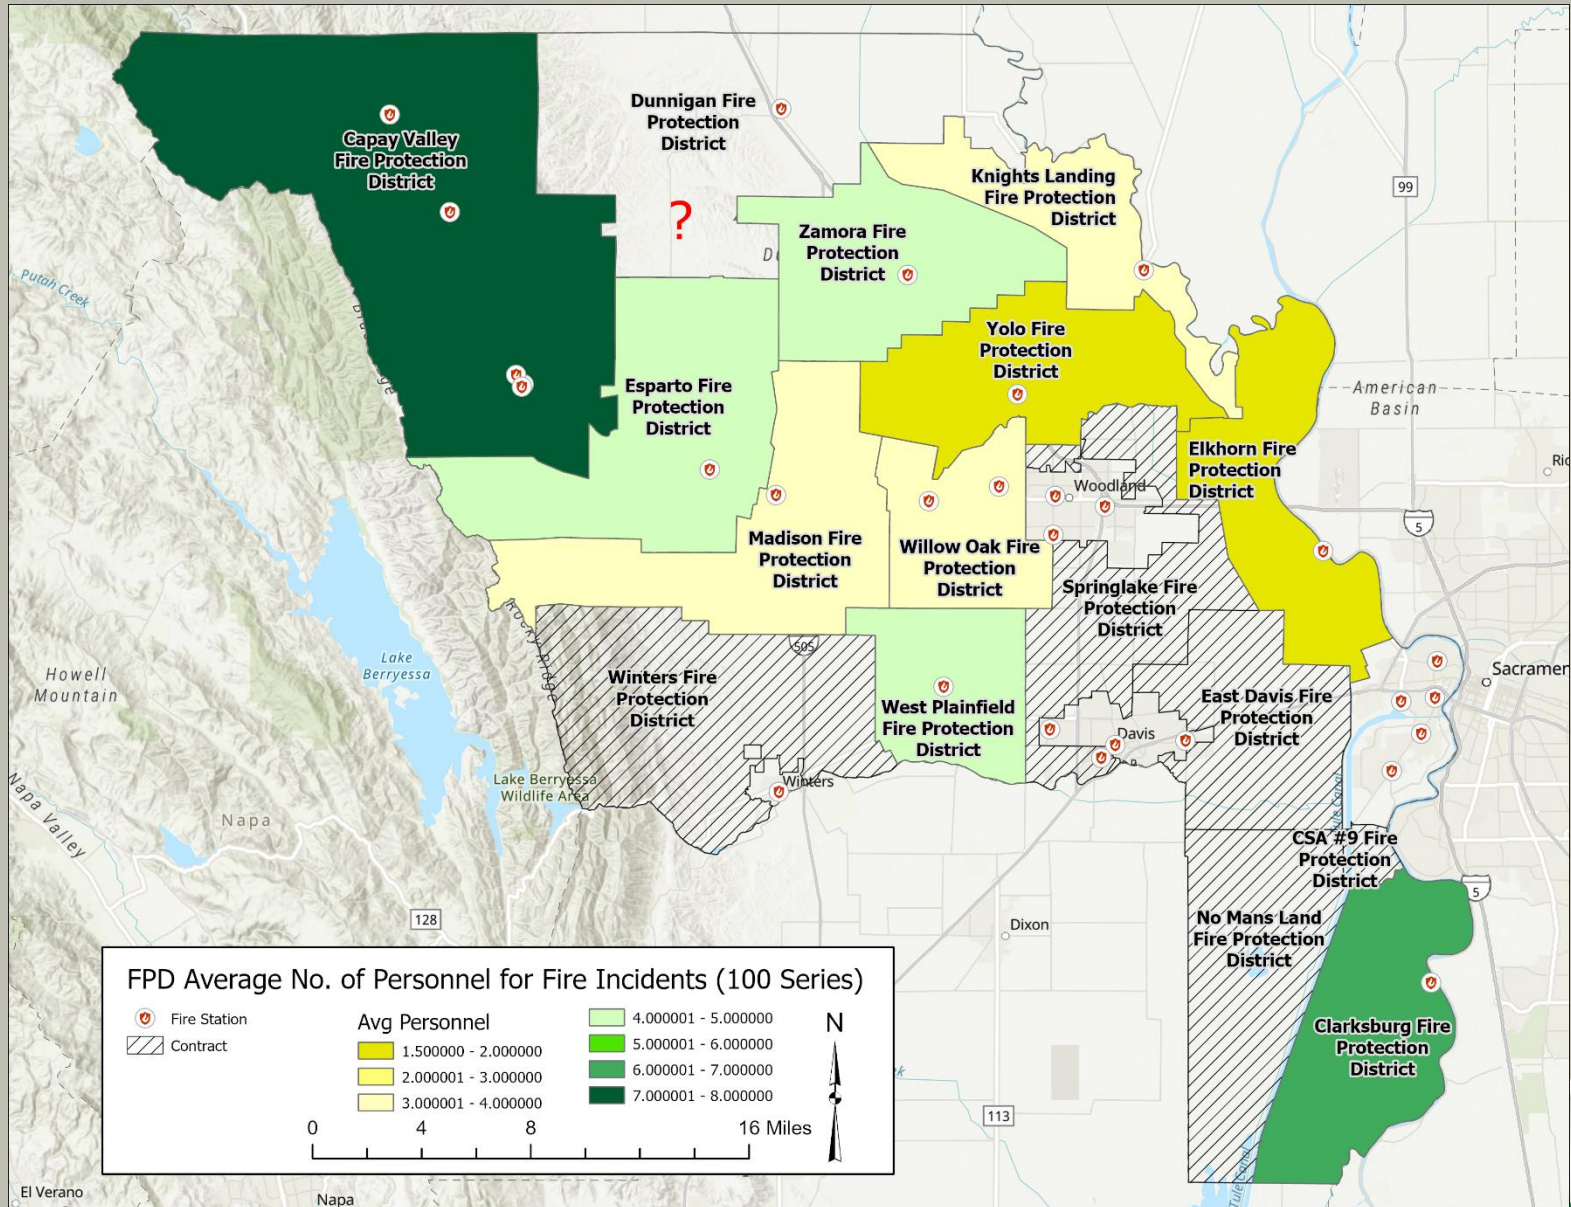 Dunnigan Fire
Protection
District
Capay Valley
Fire Protection
District
Knights Landing
Fire Protection
District
99
?
Zamora Fire
Protection
District
Putah Creek
Yolo Fire
Protection
District
Esparto Fire
Protection
District
American
Basin
Elkhorn Fire
Protection
District
Woodland
5
Madison Fire
Protection
District
Willow Oak Fire
Protection
District
Springlake Fire
Protection
District
Rocky Ridge
505
Lake
Berryessa
Howell
Mountain
Winters Fire
Protection
District
Sacramen
West Plainfield
Fire Protection
District
East Davis Fire
Protection
District
Davis
Lake Berryessa
Wildlife Area
Winters
Napa Valley
Napa
Tule Canal
CSA #9 Fire
Protection
District
5
128
Dixon
No Mans Land
Fire Protection
District
FPD Average No. of Personnel for Fire Incidents (100 Series)
Fire Station
Contract
Avg Personnel
1.500000 - 2.000000
2.000001 - 3.000000
3.000001 - 4.000000
4.000001 - 5.000000
5.000001 - 6.000000
6.000001 - 7.000000
7.000001 - 8.000000
N
0 4 8 16 Miles
Clarksburg Fire
Protection
District
113
Tule Canal
El Verano
Napa